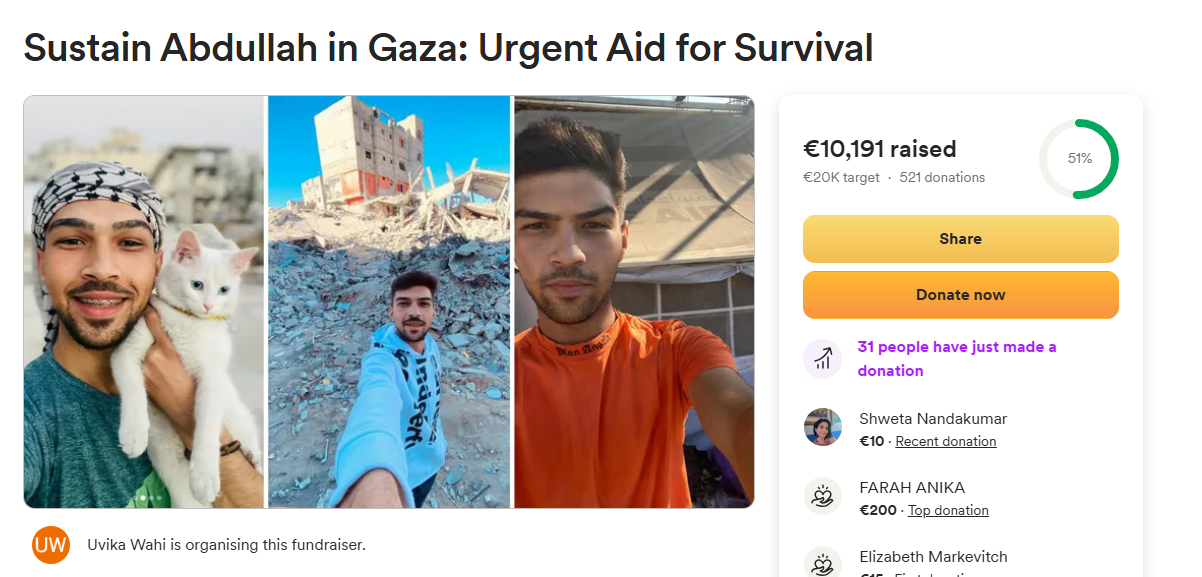 Sustain Abdullah in Gaza: Urgent Aid for Survival
€10,191 raised
€20K target · 521 donations
51%
Share
Donate now
31 people have just made a
donation
Shweta Nandakumar
€10 · Recent donation
FARAH ANIKA
€200 · Top donation
Elizabeth Markevitch
UW
Uvika Wahi is organising this fundraiser.